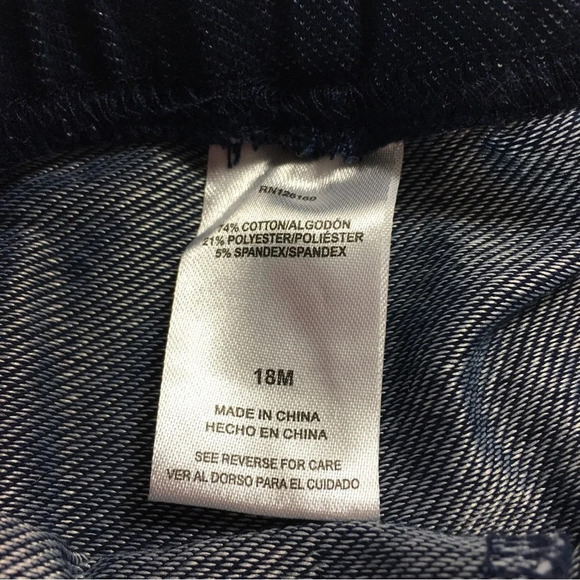 RN126160
74% COTTON/ALGODÓN
21% POLYESTER/POLIÉSTER
5% SPANDEX/SPANDEX
18M
MADE IN CHINA
HECHO EN CHINA
SEE REVERSE FOR CARE
VER AL DORSO PARA EL CUIDADO